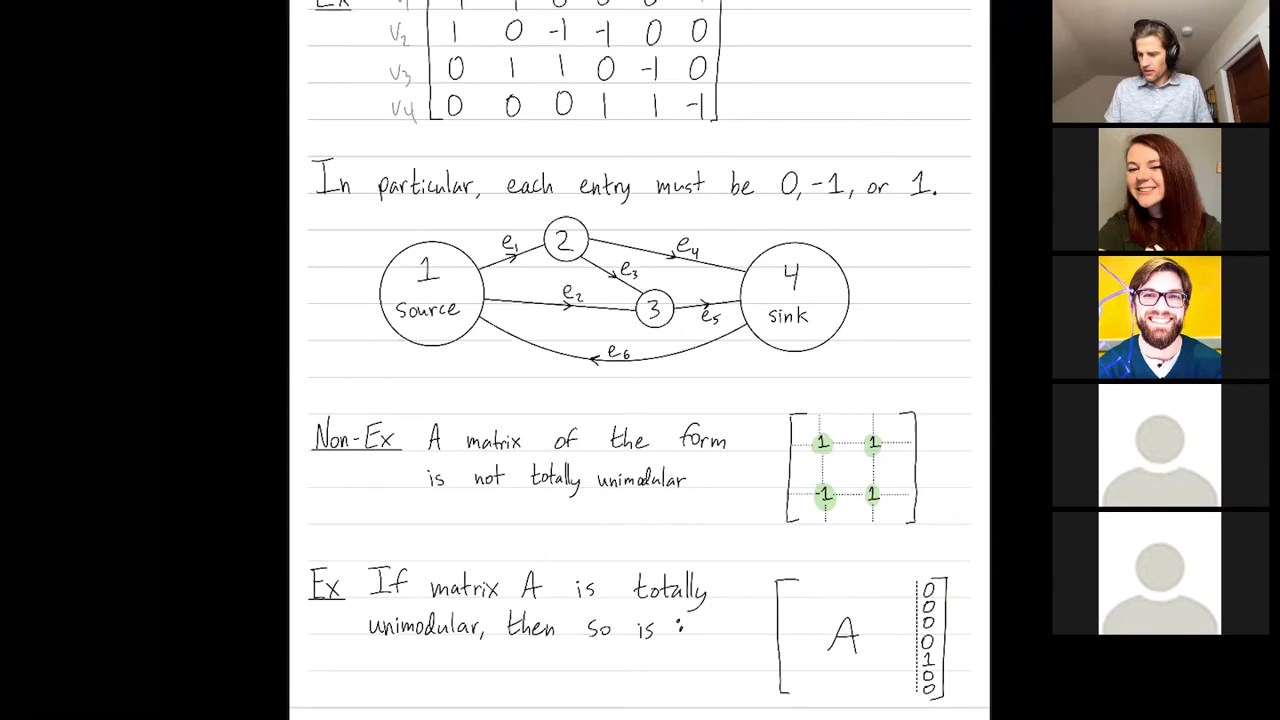 Ex
V₂ 1 0 -1 -1 0 0
V₃ 0 1 1 0 -1 0
V₄ 0 0 0 1 1 -1
In particular, each entry must be 0, -1, or 1.
e₁
2
e₄
1
source
e₃
4
sink
e₂
3
e₅
e₆
Non-Ex A matrix of the form
is not totally unimodular
1 1
-1 1
Ex If matrix A is totally
unimodular, then so is :
A
0
0
0
0
1
0
0